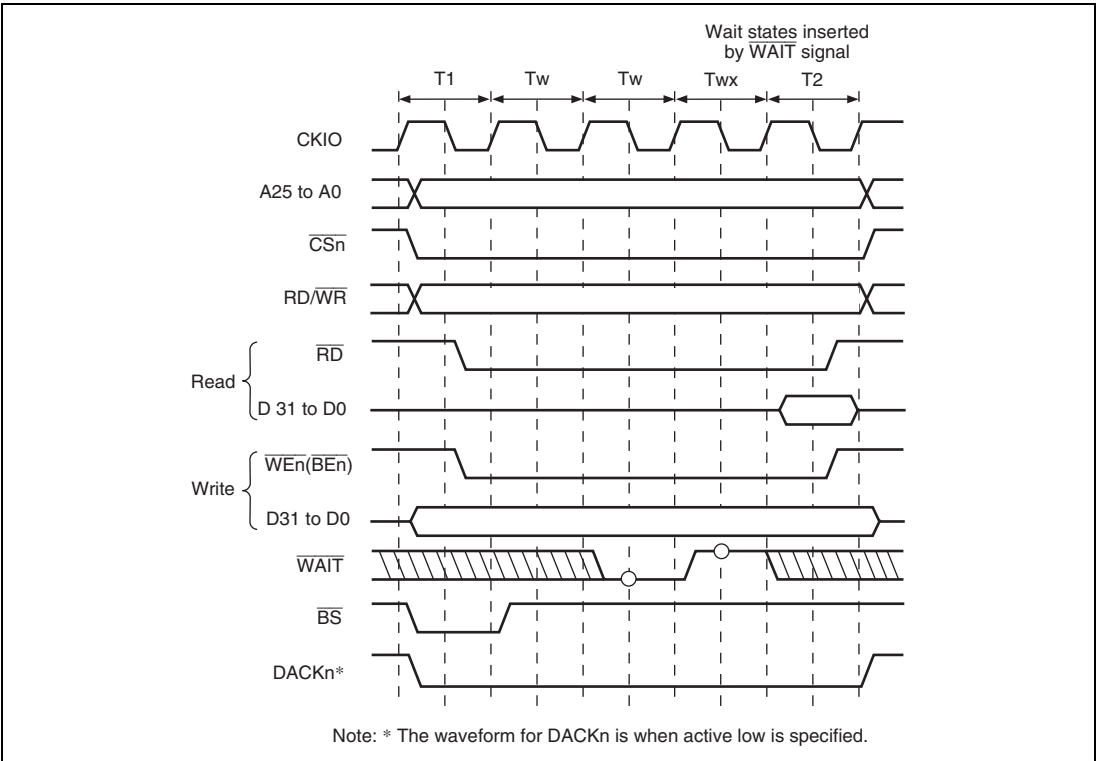 Wait states inserted
by WAIT signal
T1 Tw Tw Twx T2
CKIO
A25 to A0
CSn
RD/WR
RD
Read
D 31 to D0
WEn(BEn)
Write
D31 to D0
WAIT
BS
DACKn*
Note: * The waveform for DACKn is when active low is specified.